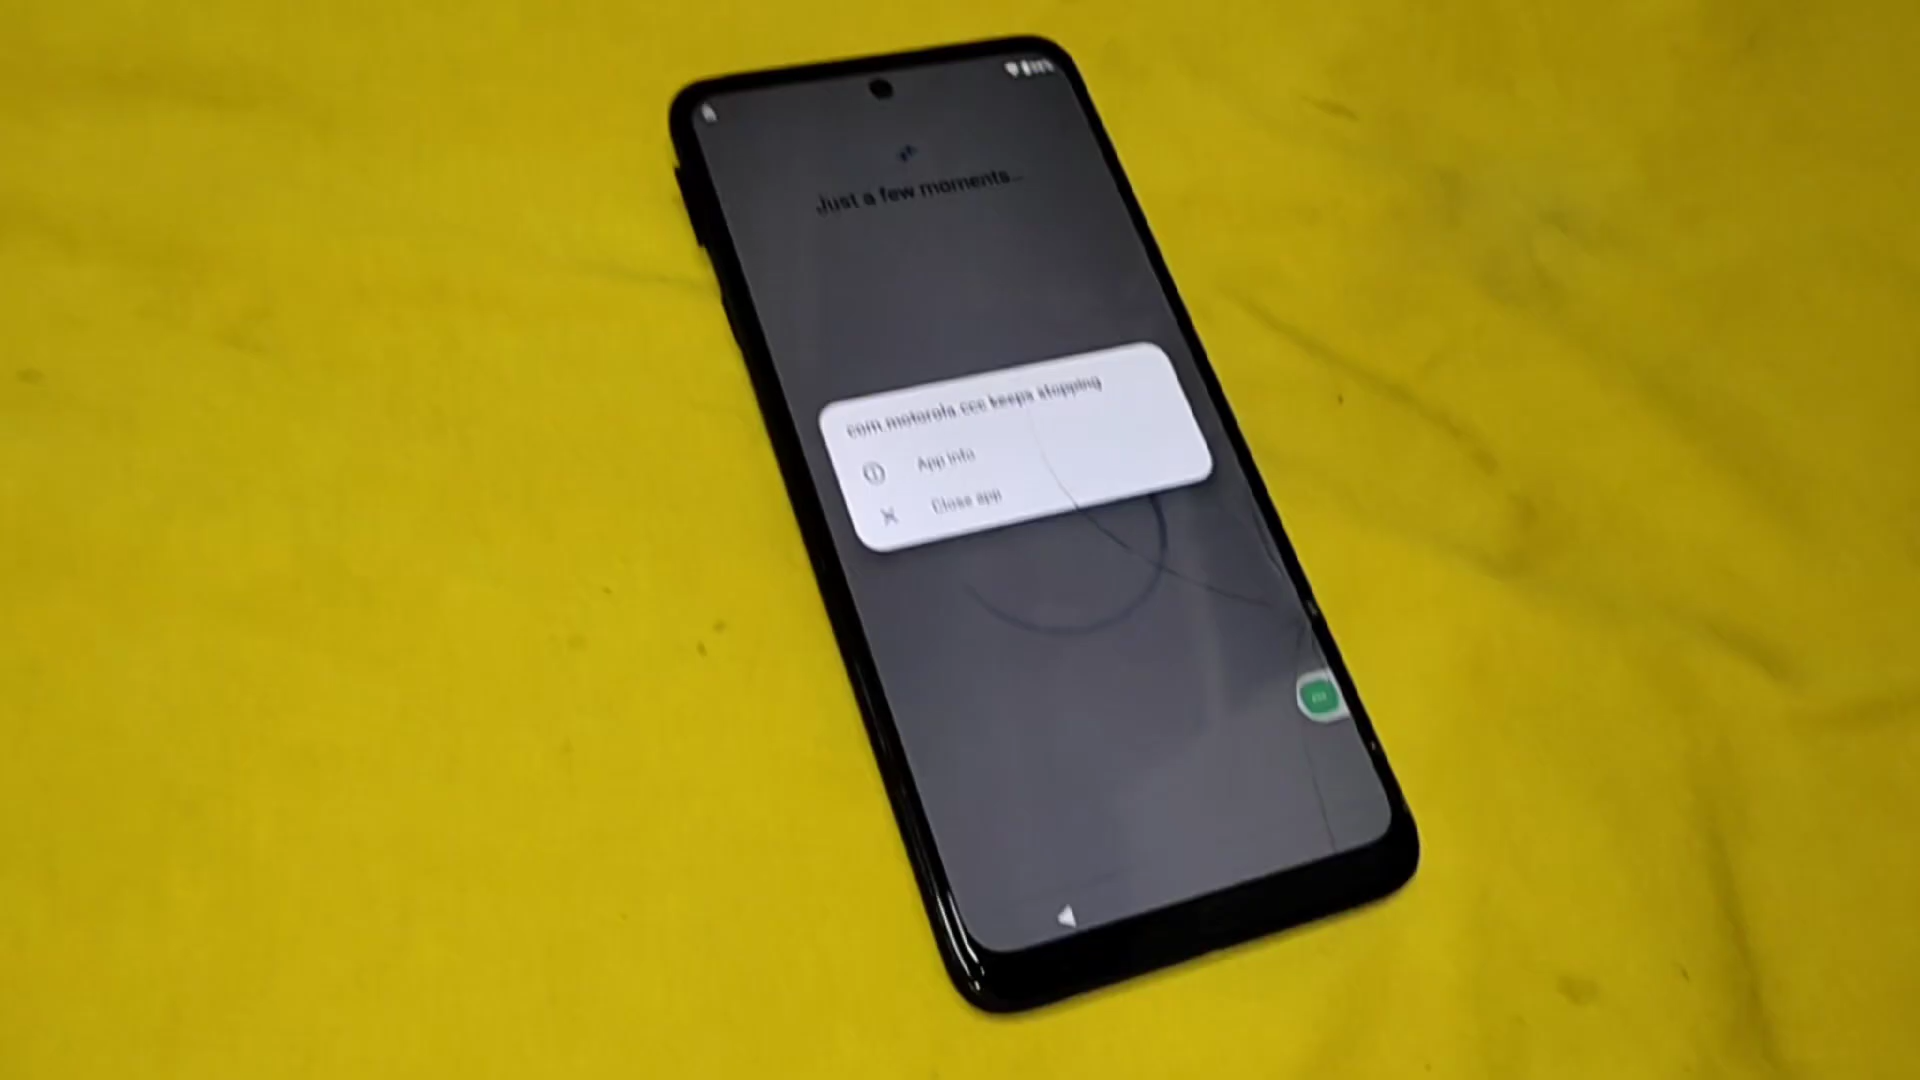 Just a few moments...
com.motorola.ccc keeps stopping
App info
Close app